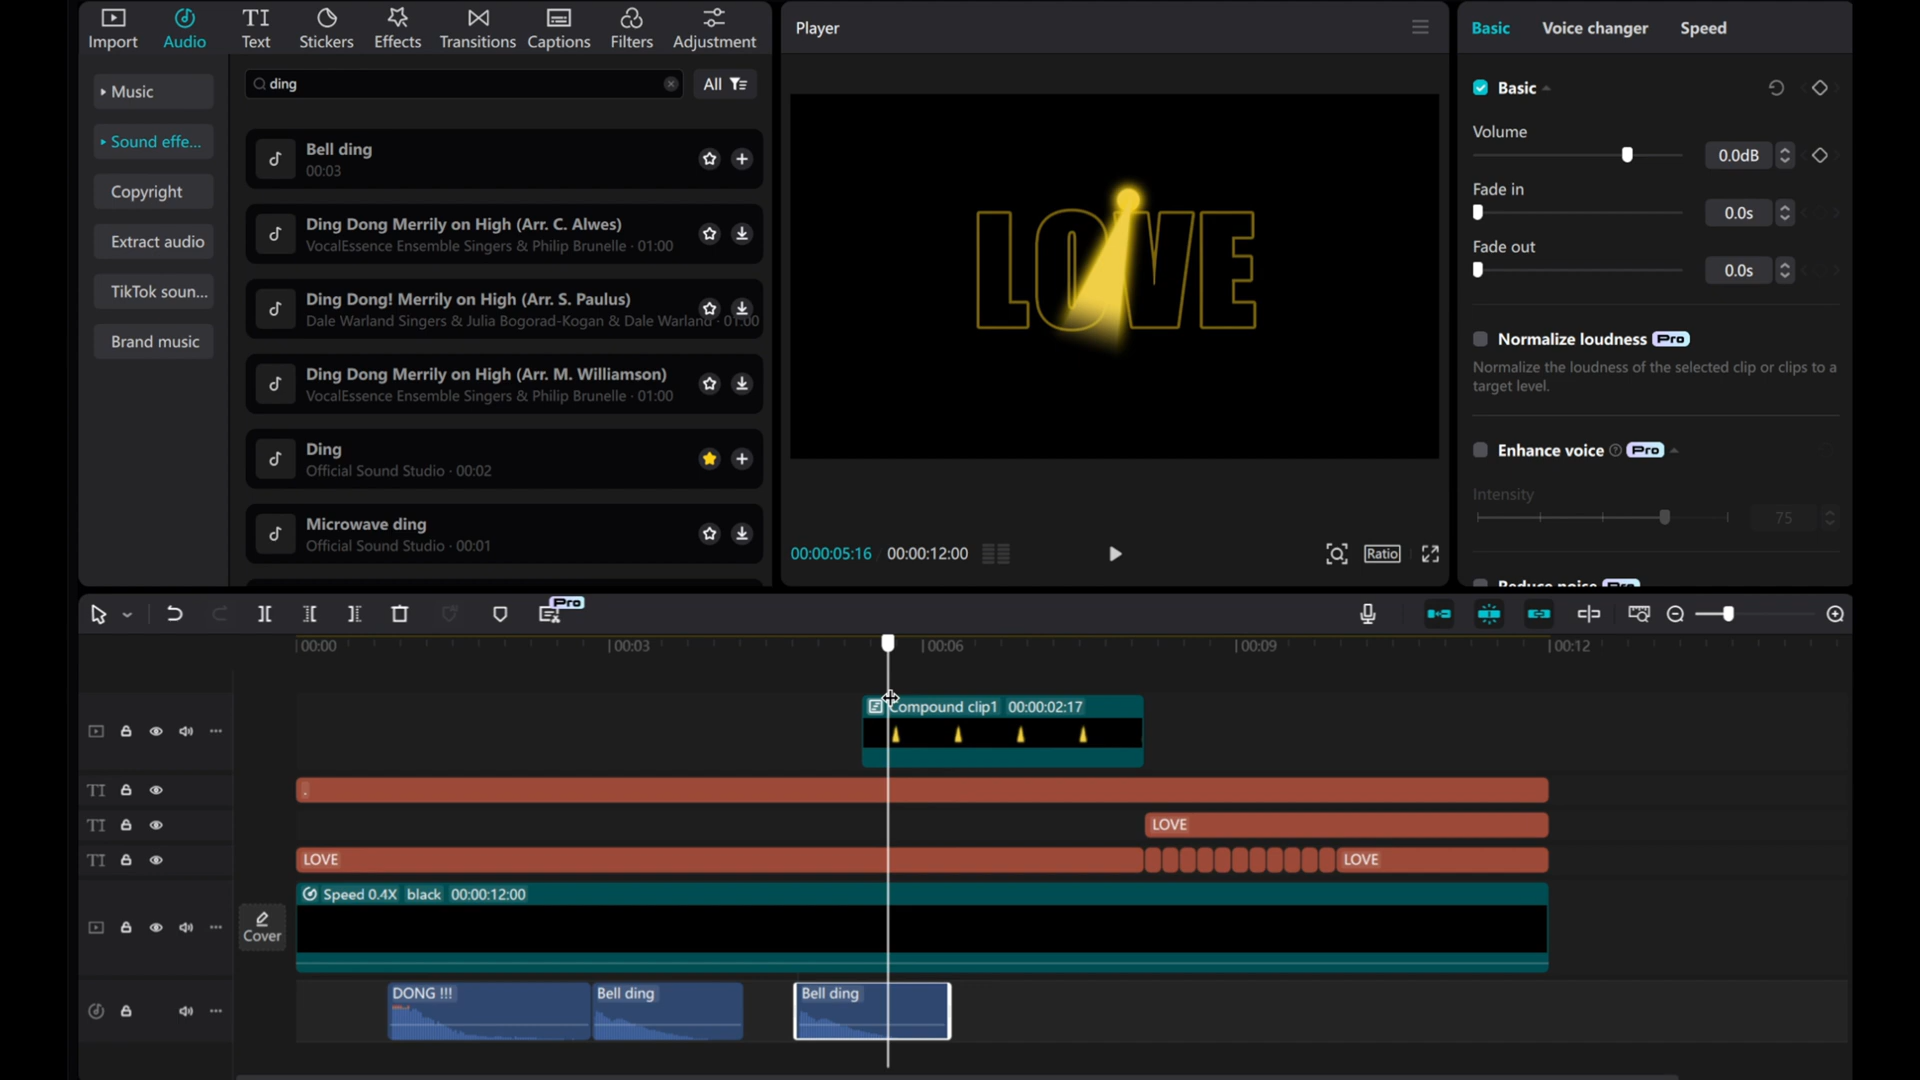 Import
Audio
TI
Text
Stickers
Effects
Transitions
Captions
Filters
Adjustment
Music
Sound effe...
Copyright
Extract audio
TikTok soun...
Brand music
ding
All
Bell ding
00:03
Ding Dong Merrily on High (Arr. C. Alwes)
VocalEssence Ensemble Singers & Philip Brunelle · 01:00
Ding Dong! Merrily on High (Arr. S. Paulus)
Dale Warland Singers & Julia Bogorad-Kogan & Dale Warland · 01:00
Ding Dong Merrily on High (Arr. M. Williamson)
VocalEssence Ensemble Singers & Philip Brunelle · 01:00
Ding
Official Sound Studio · 00:02
Microwave ding
Official Sound Studio · 00:01
Player
LOVE
00:00:05:16
00:00:12:00
Ratio
Basic
Voice changer
Speed
Basic
Volume
0.0dB
Fade in
0.0s
Fade out
0.0s
Normalize loudness Pro
Normalize the loudness of the selected clip or clips to a
target level.
Enhance voice Pro
Intensity
75
Reduce noise Pro
Pro
00:00
00:03
00:06
00:09
00:12
Compound clip1 00:00:02:17
TI
.
TI
LOVE
TI
LOVE
LOVE
Cover
Speed 0.4X black 00:00:12:00
DONG !!!
Bell ding
Bell ding